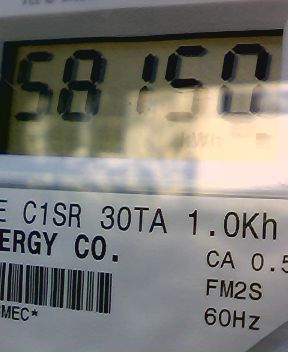 58150
kWh
E C1SR 30TA 1.0Kh
ERGY CO.
CA 0.5
FM2S
MEC*
60Hz